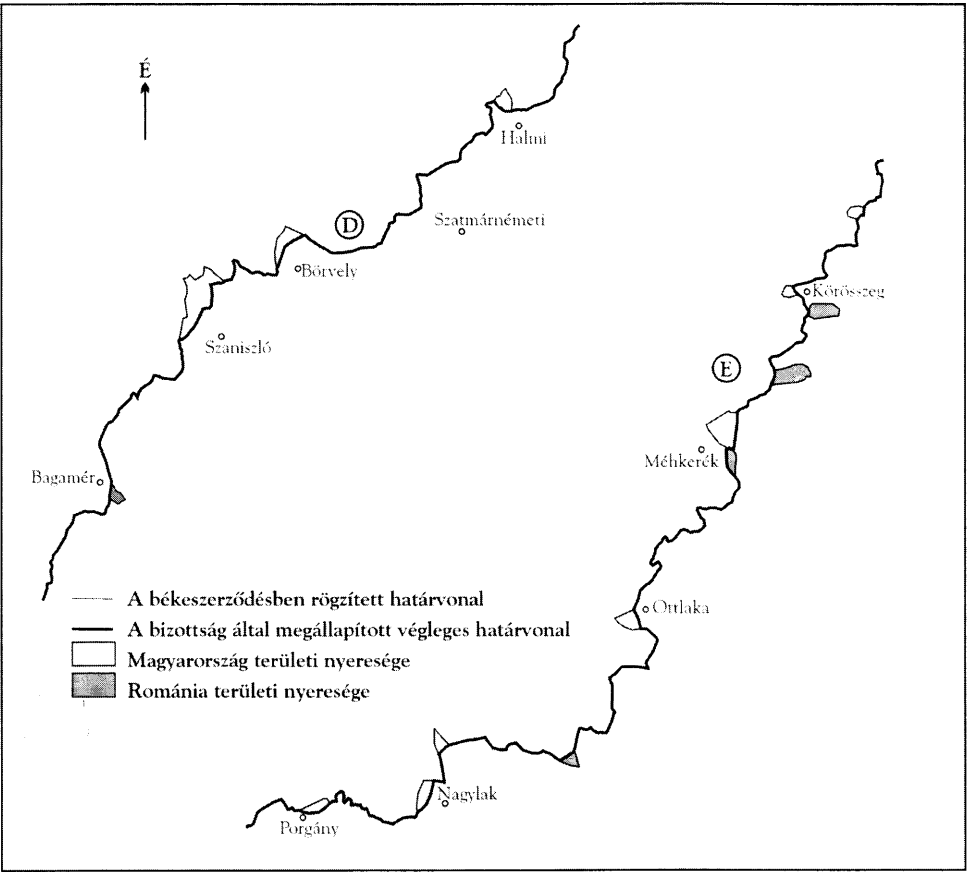 É
Halmi
D
Szatmárnémeti
Börvely
Körösszeg
Szaniszló
E
Méhkerék
Bagamér
A békeszerződésben rögzített határvonal
Ottlaka
A bizottság által megállapított végleges határvonal
Magyarország területi nyeresége
Románia területi nyeresége
Nagylak
Porgány